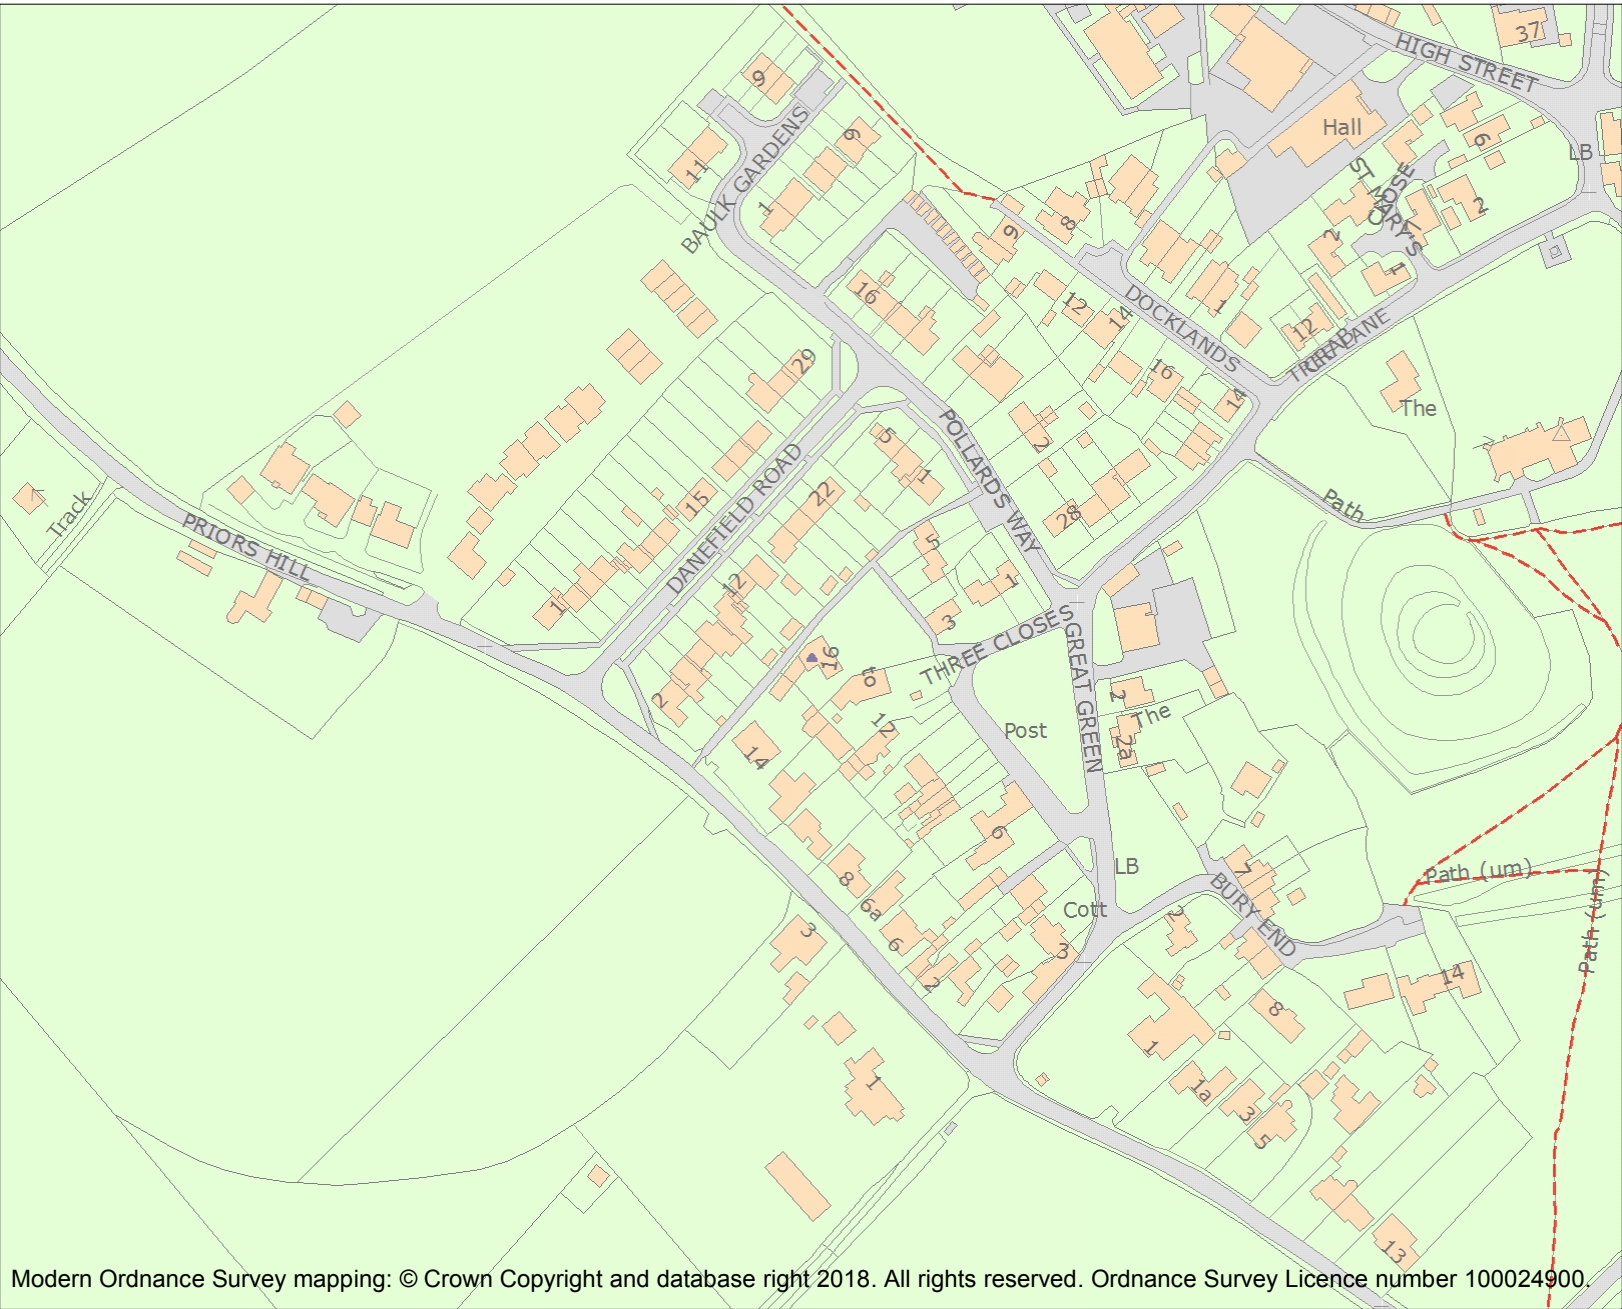 HIGH STREET
37
Hall
LB
9
11
6
1
BAULK GARDENS
ST MARY'S
CLOSE
6
2
2
1
1
8
9
12
14
DOCKLANDS
1
12
16
14
16
The
29
POLLARDS WAY
2
5
1
28
Path
Track
PRIORS HILL
DANEFIELD ROAD
15
22
12
1
5
1
3
THREE CLOSES
GREAT GREEN
16
to
12
2
14
Post
2
The
2a
LB
Cott
6
8
6a
6
2
3
3
1
7
BURY END
2
Path (um)
Path (um)
14
8
1
1a
3
5
13
Modern Ordnance Survey mapping: © Crown Copyright and database right 2018. All rights reserved. Ordnance Survey Licence number 100024900.